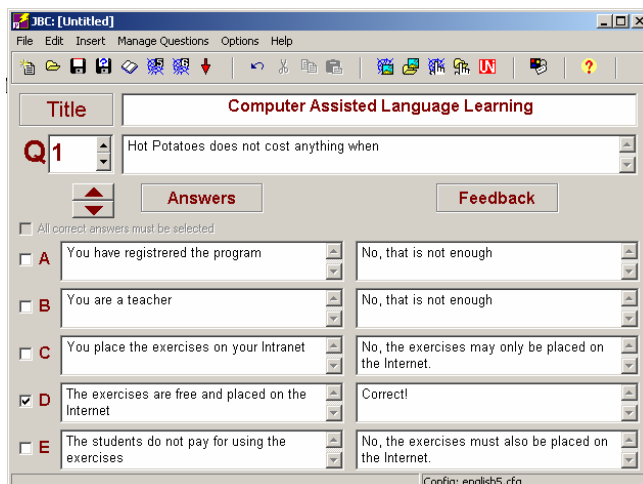 JBC: [Untitled]
File Edit Insert Manage Questions Options Help
Title
Computer Assisted Language Learning
Q 1
Hot Potatoes does not cost anything when
Answers
Feedback
All correct answers must be selected
A
You have registrered the program
No, that is not enough
B
You are a teacher
No, that is not enough
C
You place the exercises on your Intranet
No, the exercises may only be placed on
the Internet.
D
The exercises are free and placed on the
Internet
Correct!
E
The students do not pay for using the
exercises
No, the exercises must also be placed on
the Internet.
Config: english5.cfg